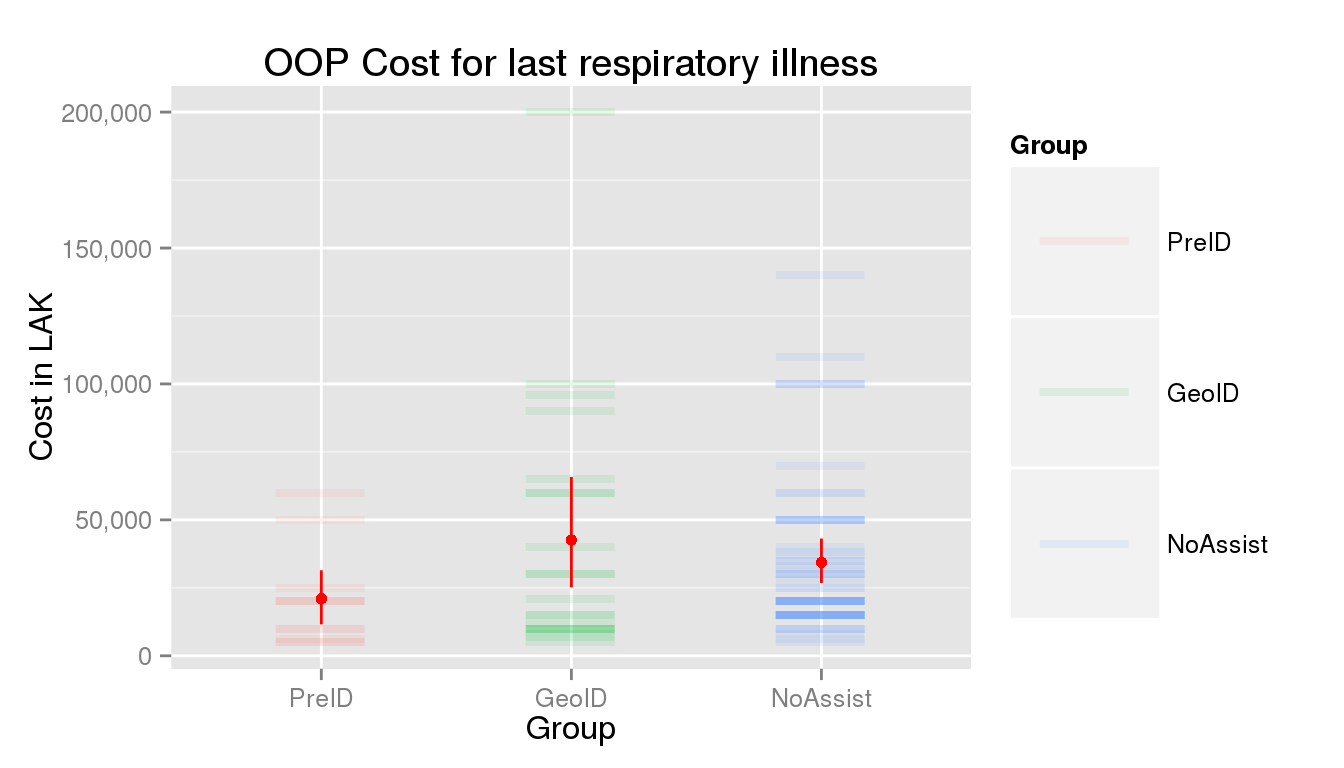 OOP Cost for last respiratory illness
Cost in LAK
200,000
150,000
100,000
50,000
0
PreID
GeoID
NoAssist
Group
Group
PreID
GeoID
NoAssist